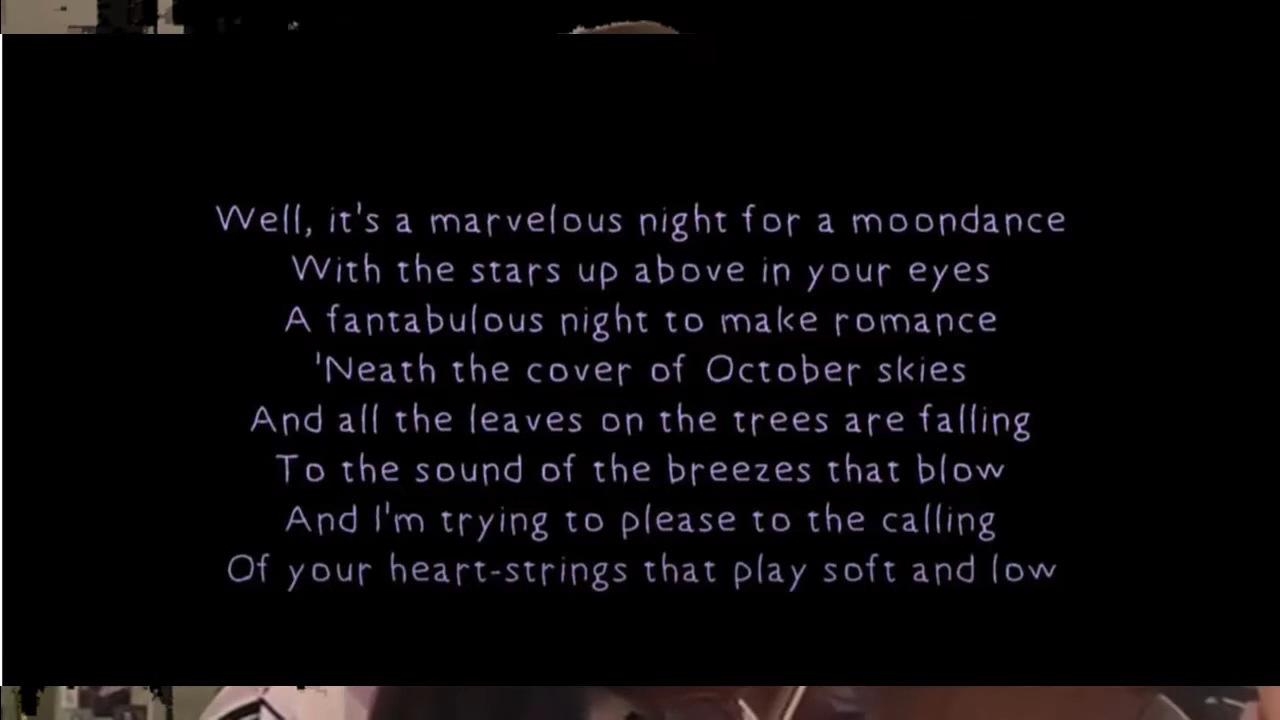 Well, it's a marvelous night for a moondance
With the stars up above in your eyes
A fantabulous night to make romance
'Neath the cover of October skies
And all the leaves on the trees are falling
To the sound of the breezes that blow
And I'm trying to please to the calling
Of your heart-strings that play soft and low